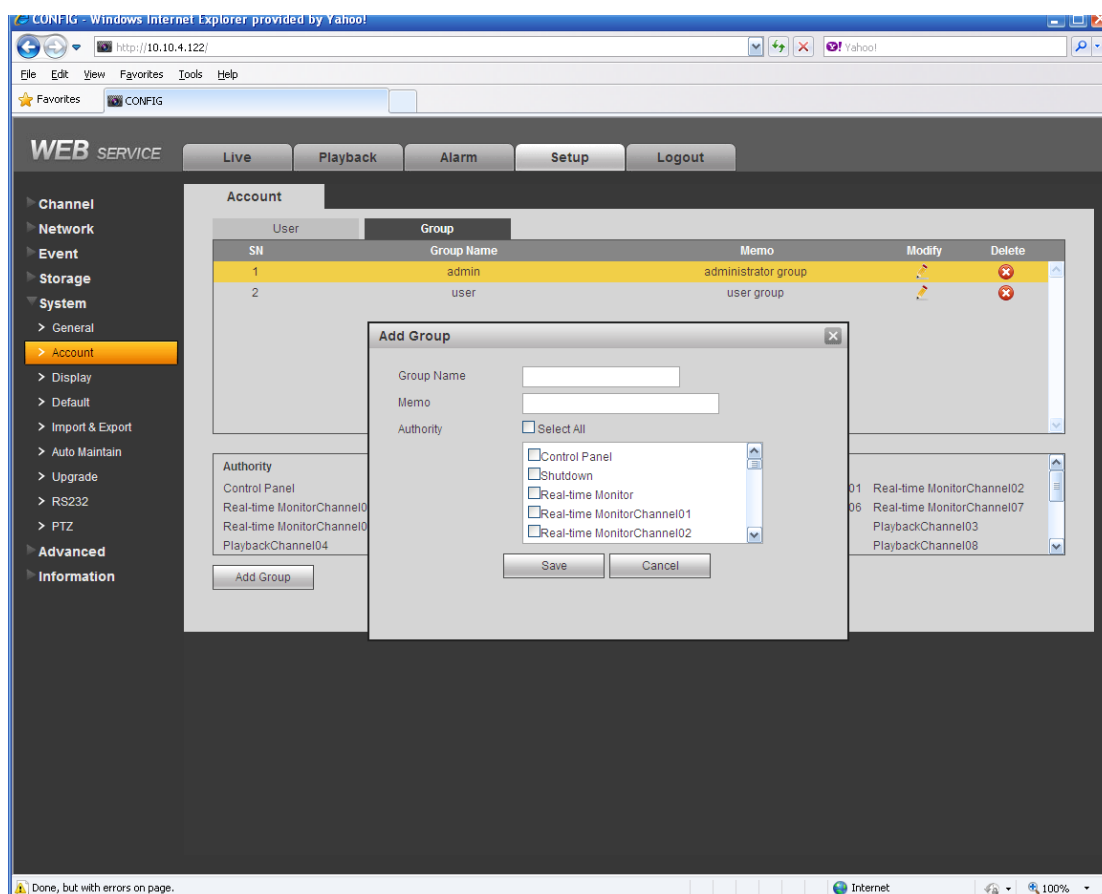 CONFIG - Windows Internet Explorer provided by Yahoo!
http://10.10.4.122/
Yahoo!
File Edit View Favorites Tools Help
Favorites CONFIG
WEB SERVICE
Live Playback Alarm Setup Logout
Channel
Network
Event
Storage
System
> General
> Account
> Display
> Default
> Import & Export
> Auto Maintain
> Upgrade
> RS232
> PTZ
Advanced
Information
Account
User Group
SN Group Name Memo Modify Delete
1 admin administrator group
2 user user group
Add Group
Group Name
Memo
Authority Select All
Control Panel
Shutdown
Real-time Monitor
Real-time MonitorChannel01
Real-time MonitorChannel02
Save Cancel
Authority
Control Panel 01 Real-time MonitorChannel02
Real-time MonitorChannel0 06 Real-time MonitorChannel07
Real-time MonitorChannel0 PlaybackChannel03
PlaybackChannel04 PlaybackChannel08
Add Group
Done, but with errors on page. Internet 100%